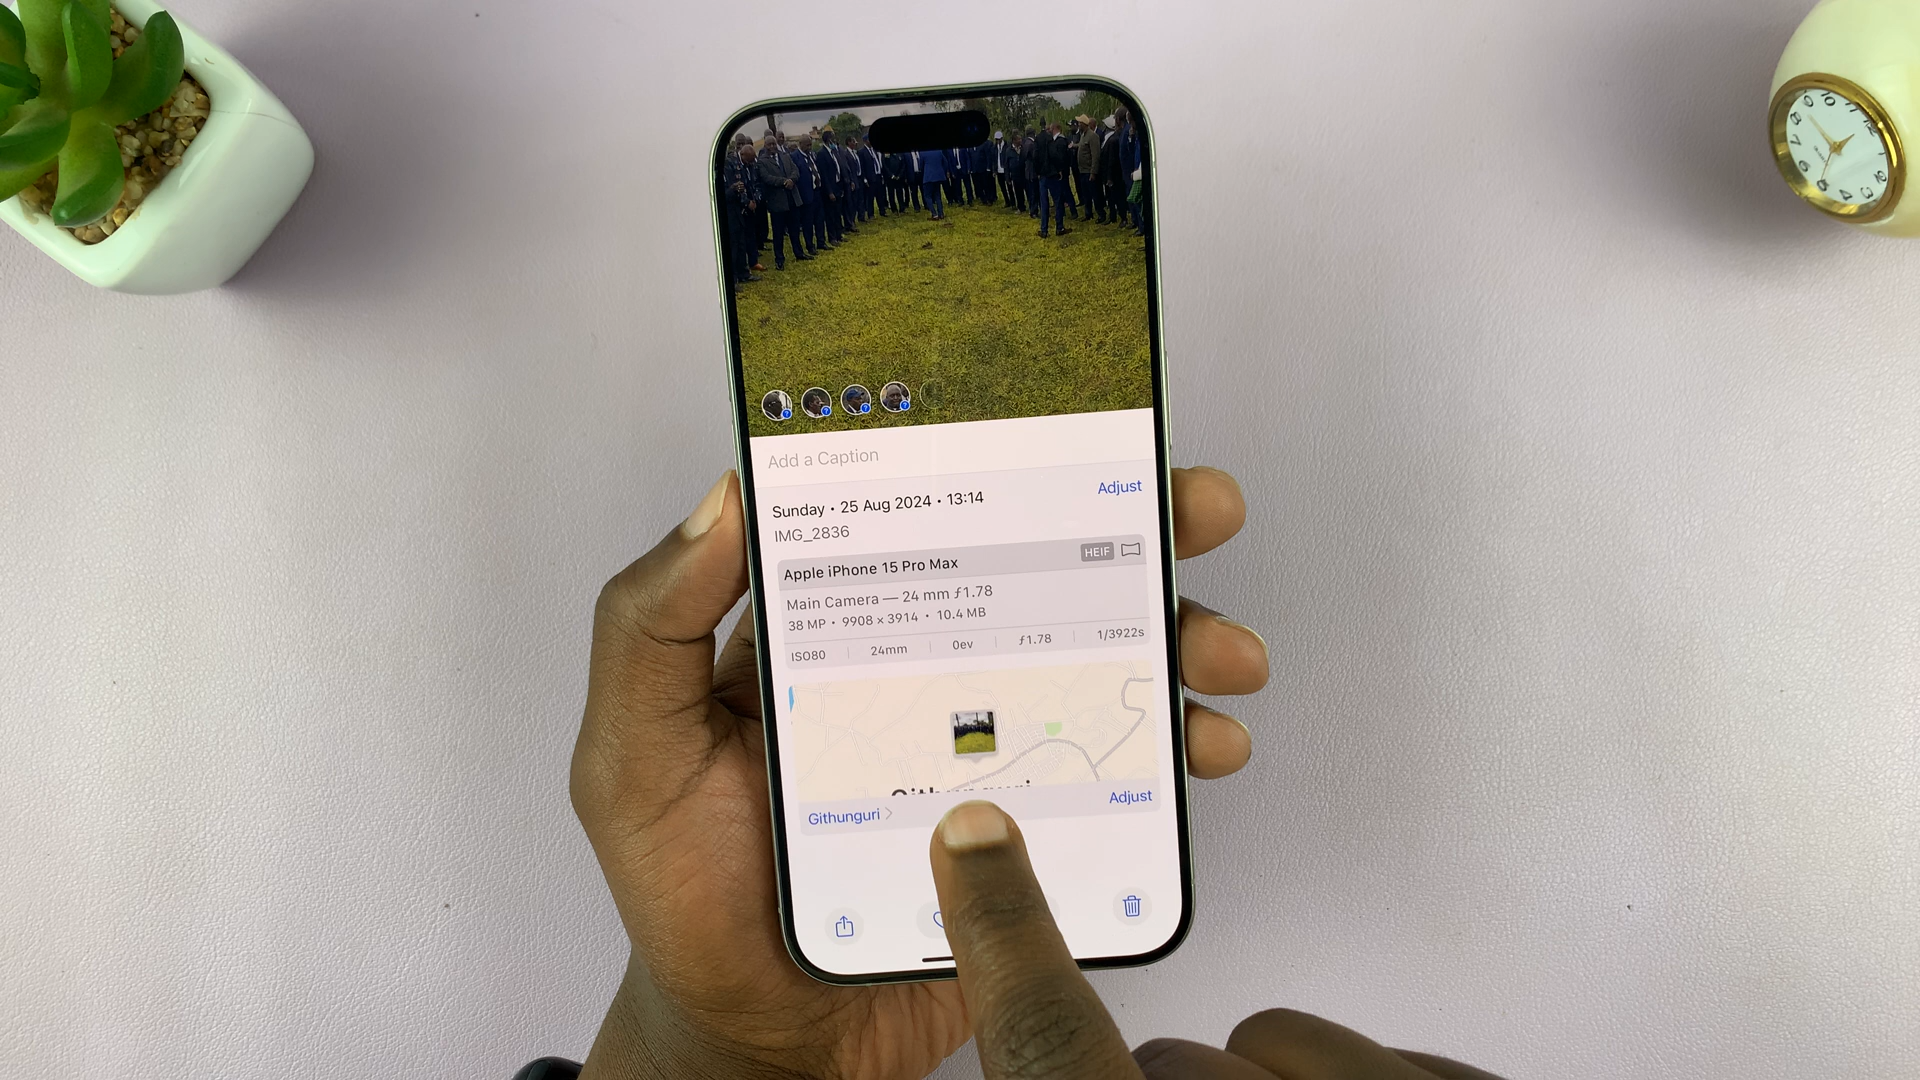 Add a Caption
Sunday • 25 Aug 2024 • 13:14
Adjust
IMG_2836
Apple iPhone 15 Pro Max
HEIF
Main Camera — 24 mm ƒ1.78
38 MP • 9908 × 3914 • 10.4 MB
ISO80 24mm 0ev ƒ1.78 1/3922s
Githunguri
Adjust